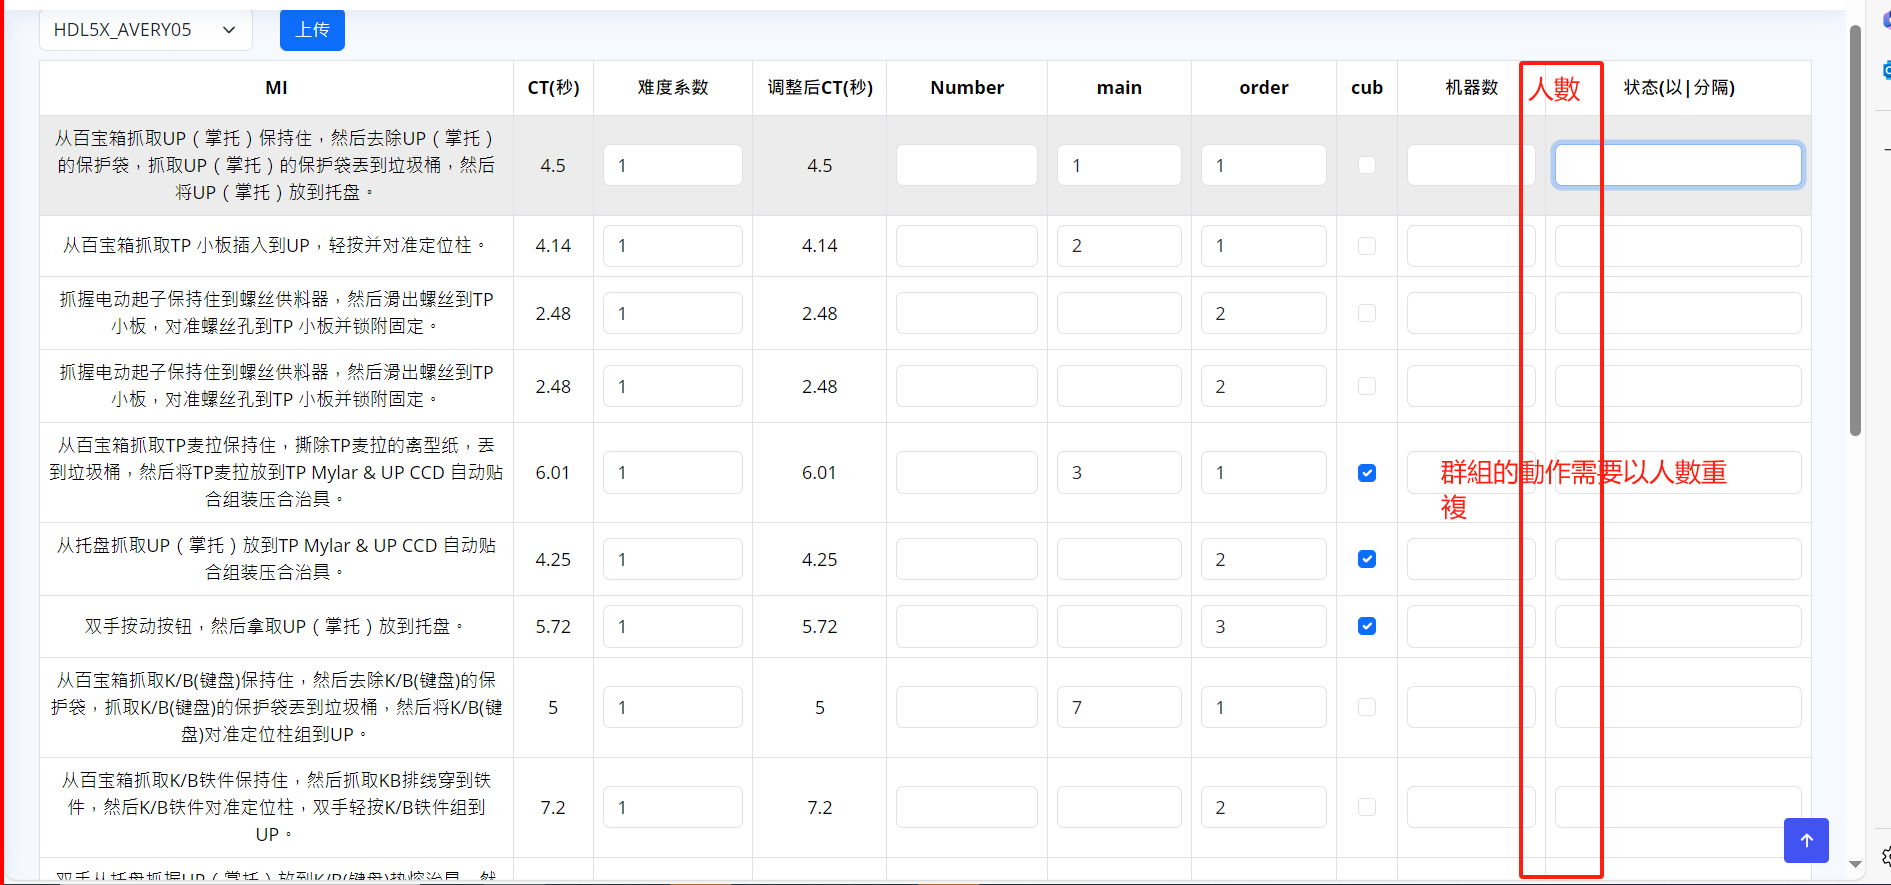 HDL5X_AVERY05 上传
MI CT(秒) 难度系数 调整后CT(秒) Number main order cub 机器数 人數 状态(以|分隔)
从百宝箱抓取UP（掌托）保持住，然后去除UP（掌托）
的保护袋，抓取UP（掌托）的保护袋丢到垃圾桶，然后
将UP（掌托）放到托盘。
4.5 1 4.5 1 1
从百宝箱抓取TP 小板插入到UP，轻按并对准定位柱。 4.14 1 4.14 2 1
抓握电动起子保持住到螺丝供料器，然后滑出螺丝到TP
小板，对准螺丝孔到TP 小板并锁附固定。
2.48 1 2.48 2
抓握电动起子保持住到螺丝供料器，然后滑出螺丝到TP
小板，对准螺丝孔到TP 小板并锁附固定。
2.48 1 2.48 2
从百宝箱抓取TP麦拉保持住，撕除TP麦拉的离型纸，丢
到垃圾桶，然后将TP麦拉放到TP Mylar & UP CCD 自动贴
合组装压合治具。
6.01 1 6.01 3 1
群組的動作需要以人數重
複
从托盘抓取UP（掌托）放到TP Mylar & UP CCD 自动贴
合组装压合治具。
4.25 1 4.25 2
双手按动按钮，然后拿取UP（掌托）放到托盘。 5.72 1 5.72 3
从百宝箱抓取K/B(键盘)保持住，然后去除K/B(键盘)的保
护袋，抓取K/B(键盘)的保护袋丢到垃圾桶，然后将K/B(键
盘)对准定位柱组到UP。
5 1 5 7 1
从百宝箱抓取K/B铁件保持住，然后抓取KB排线穿到铁
件，然后K/B铁件对准定位柱，双手轻按K/B铁件组到
UP。
7.2 1 7.2 2
双手从托盘抓握UP（掌托）放到K/B(键盘)热熔治具，然